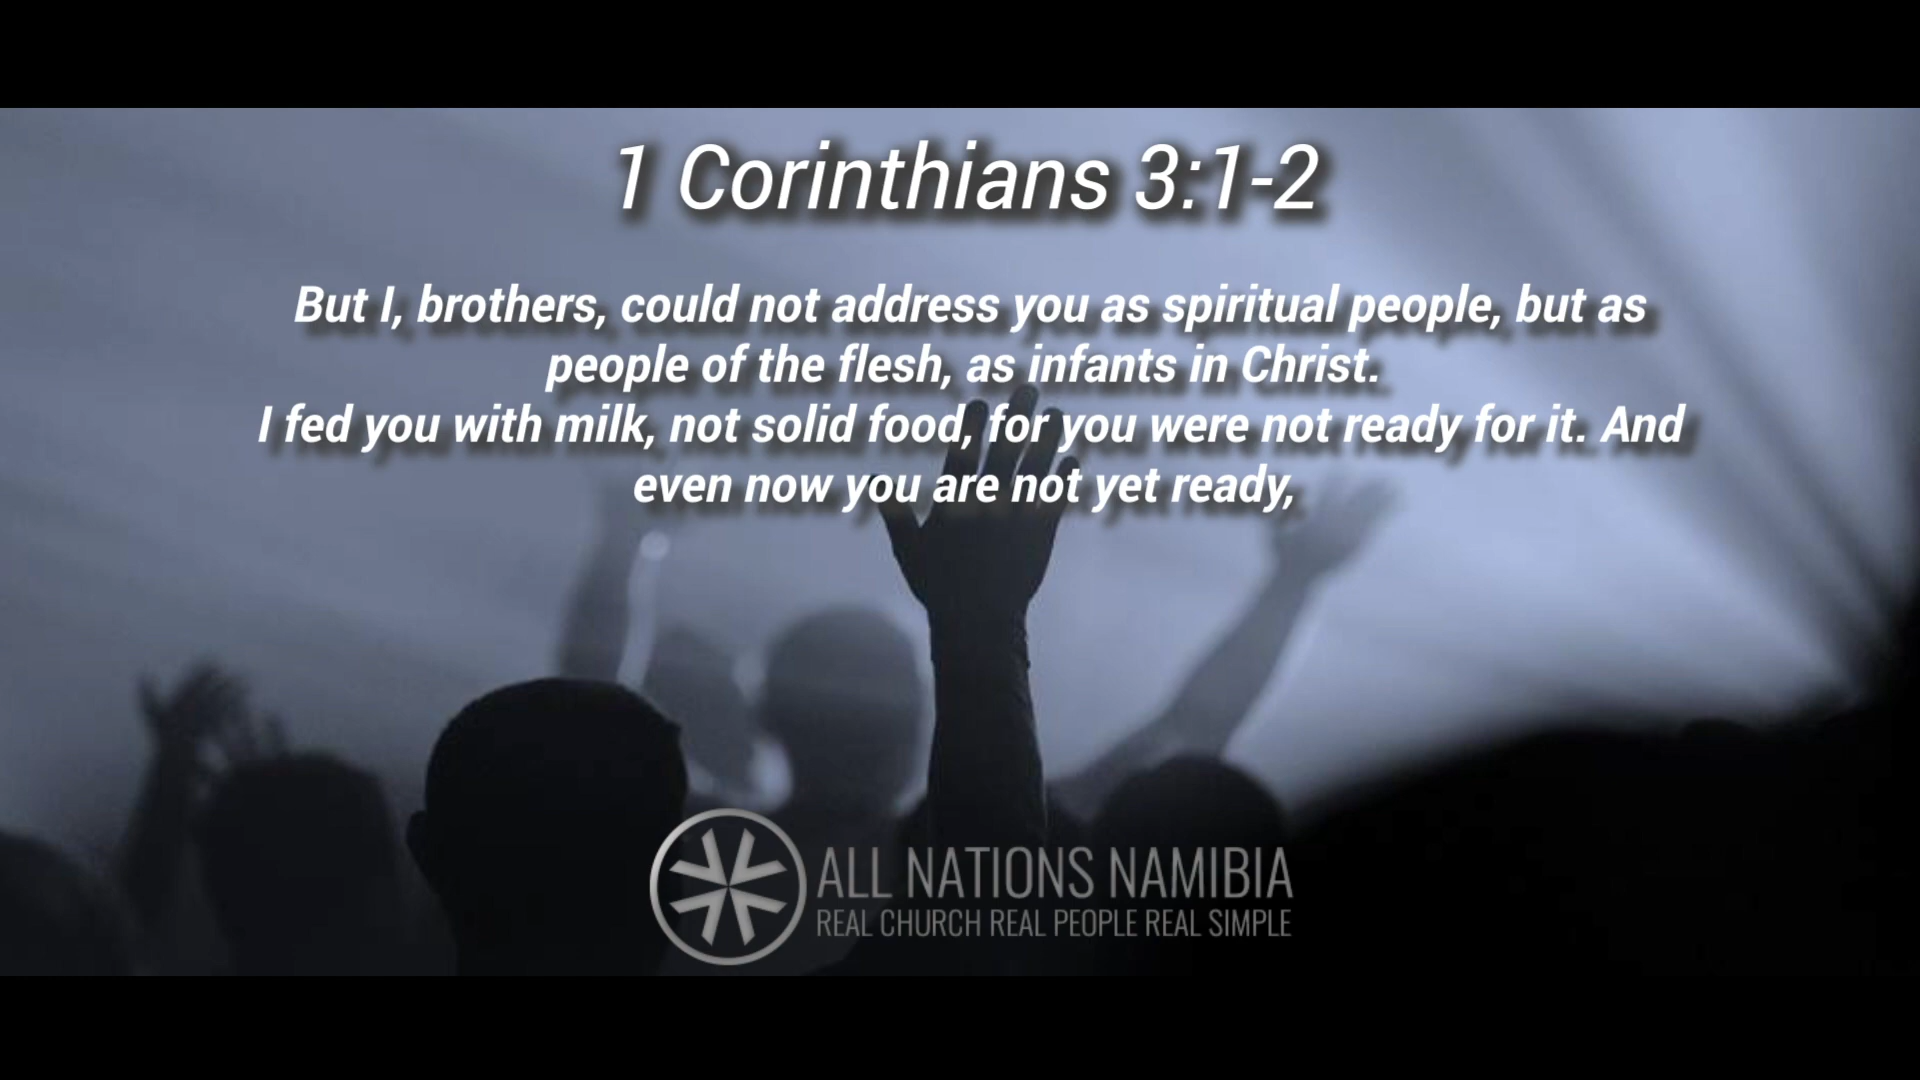 1 Corinthians 3:1-2
But I, brothers, could not address you as spiritual people, but as
people of the flesh, as infants in Christ.
I fed you with milk, not solid food, for you were not ready for it. And
even now you are not yet ready,
ALL NATIONS NAMIBIA
REAL CHURCH REAL PEOPLE REAL SIMPLE